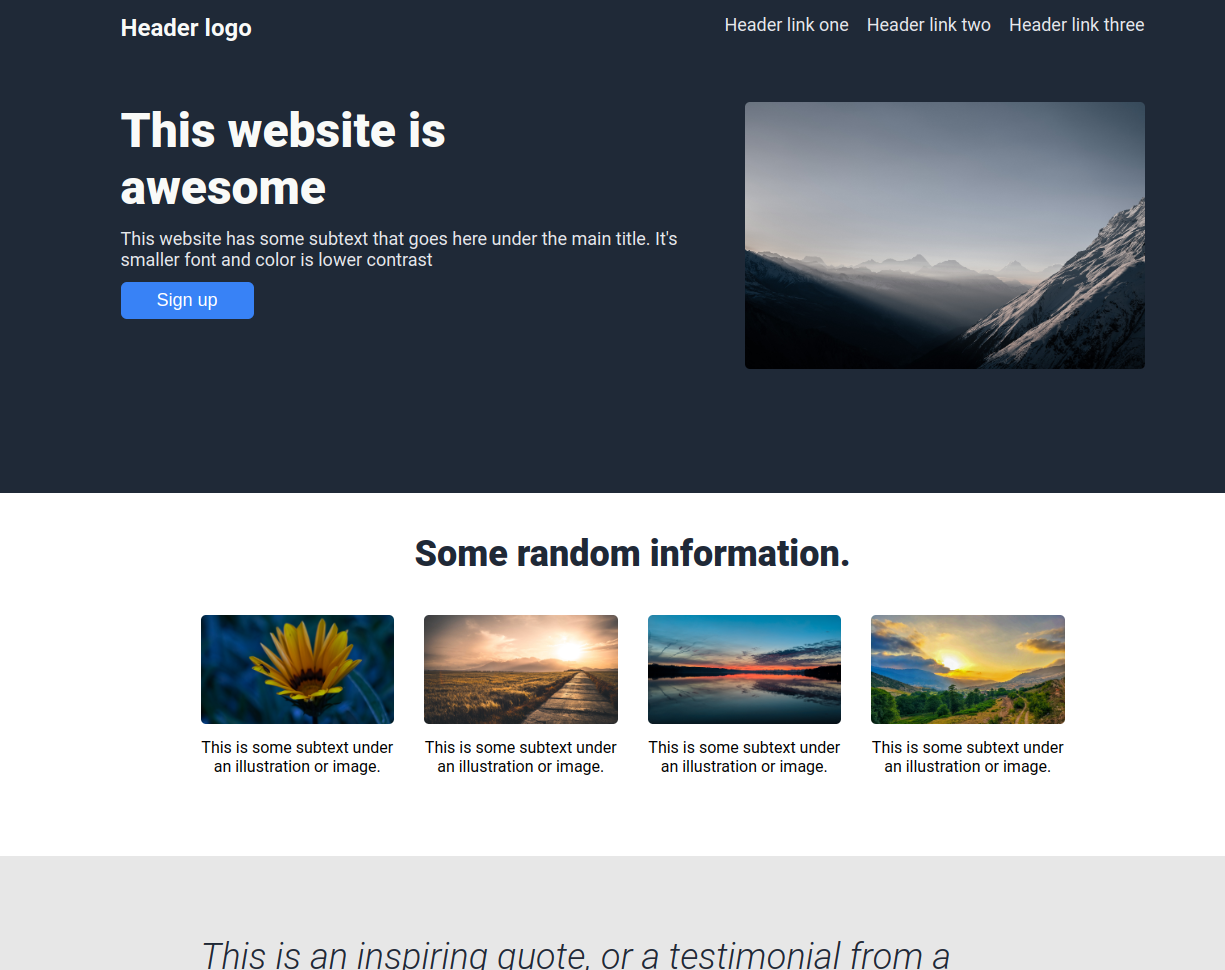 Header logo
Header link one Header link two Header link three
This website is
awesome
This website has some subtext that goes here under the main title. It's
smaller font and color is lower contrast
Sign up
Some random information.
This is some subtext under
an illustration or image.
This is some subtext under
an illustration or image.
This is some subtext under
an illustration or image.
This is some subtext under
an illustration or image.
This is an inspiring quote, or a testimonial from a